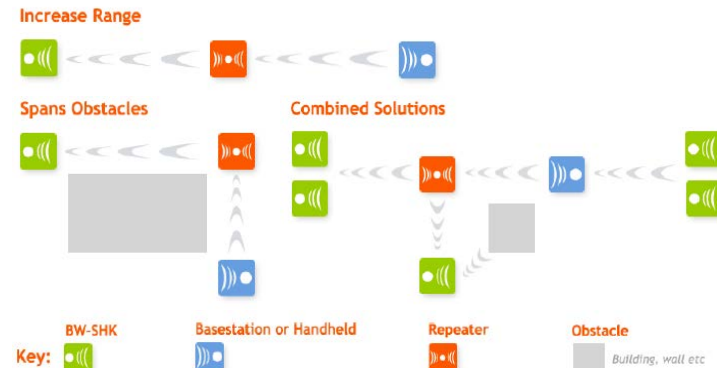 Increase Range
Spans Obstacles
Combined Solutions
BW-SHK
Basestation or Handheld
Repeater
Obstacle
Key:
Building, wall etc